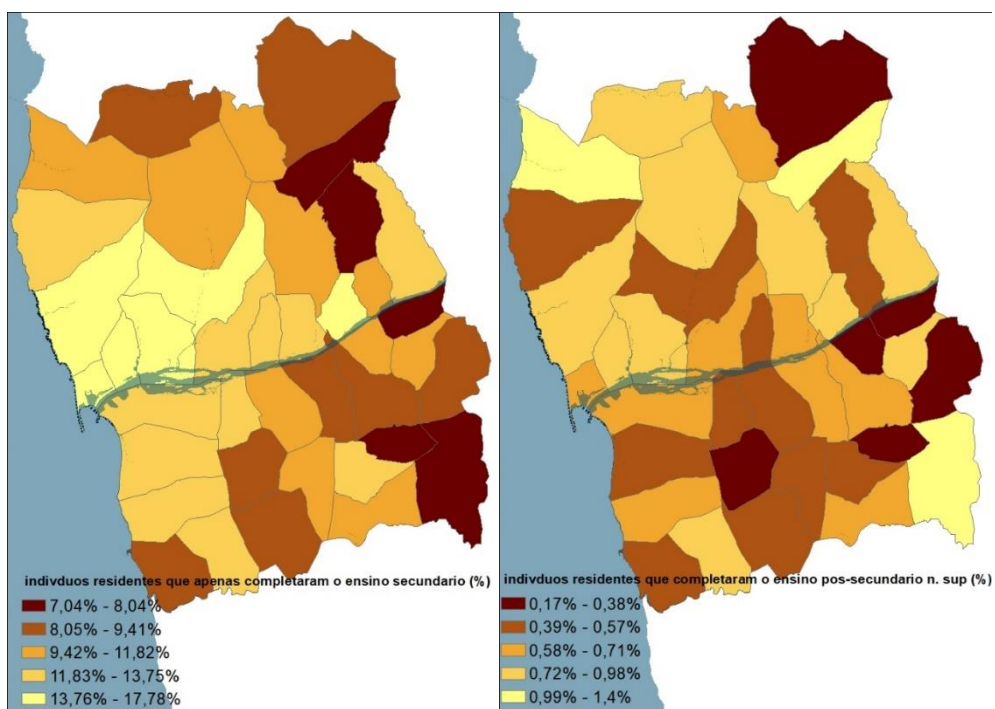 indivduos residentes que apenas completaram o ensino secundario (%)
7,04% - 8,04%
8,05% - 9,41%
9,42% - 11,82%
11,83% - 13,75%
13,76% - 17,78%
indivduos residentes que completaram o ensino pos-secundario n. sup (%)
0,17% - 0,38%
0,39% - 0,57%
0,58% - 0,71%
0,72% - 0,98%
0,99% - 1,4%